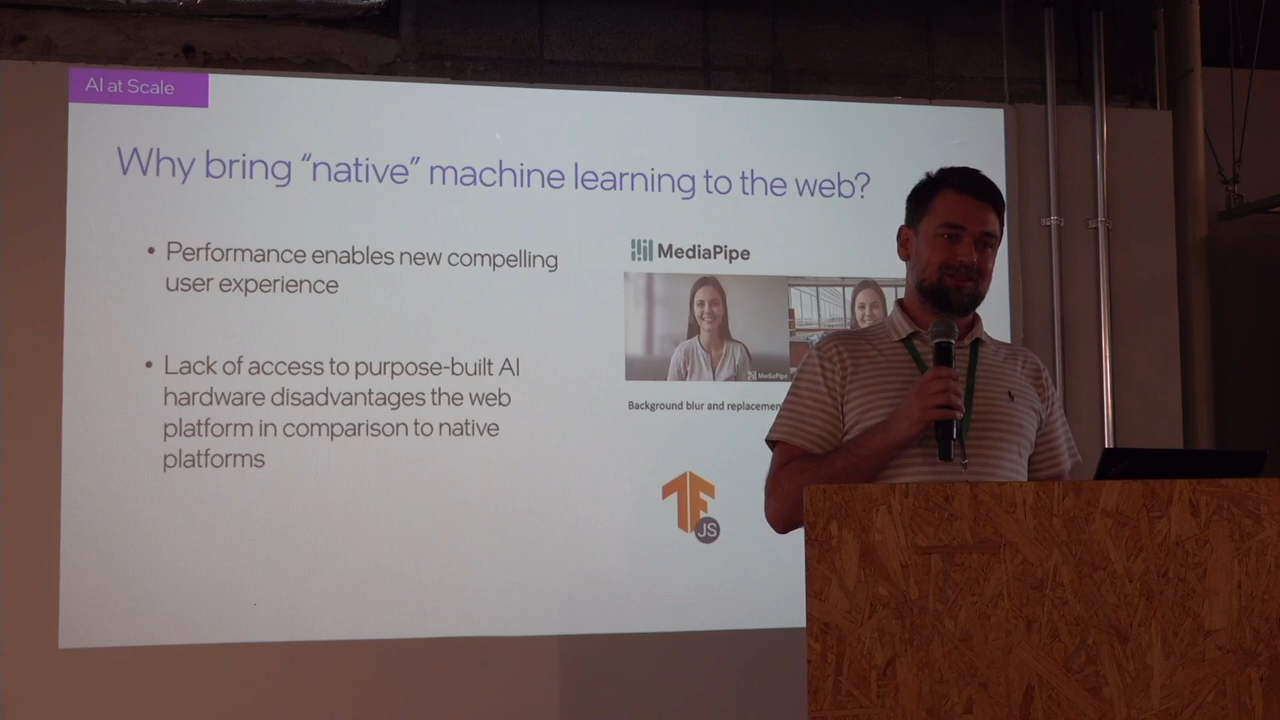 AI at Scale
Why bring “native” machine learning to the web?
• Performance enables new compelling
user experience
• Lack of access to purpose-built AI
hardware disadvantages the web
platform in comparison to native
platforms
MediaPipe
MediaPipe
Background blur and replacemen
TF
JS